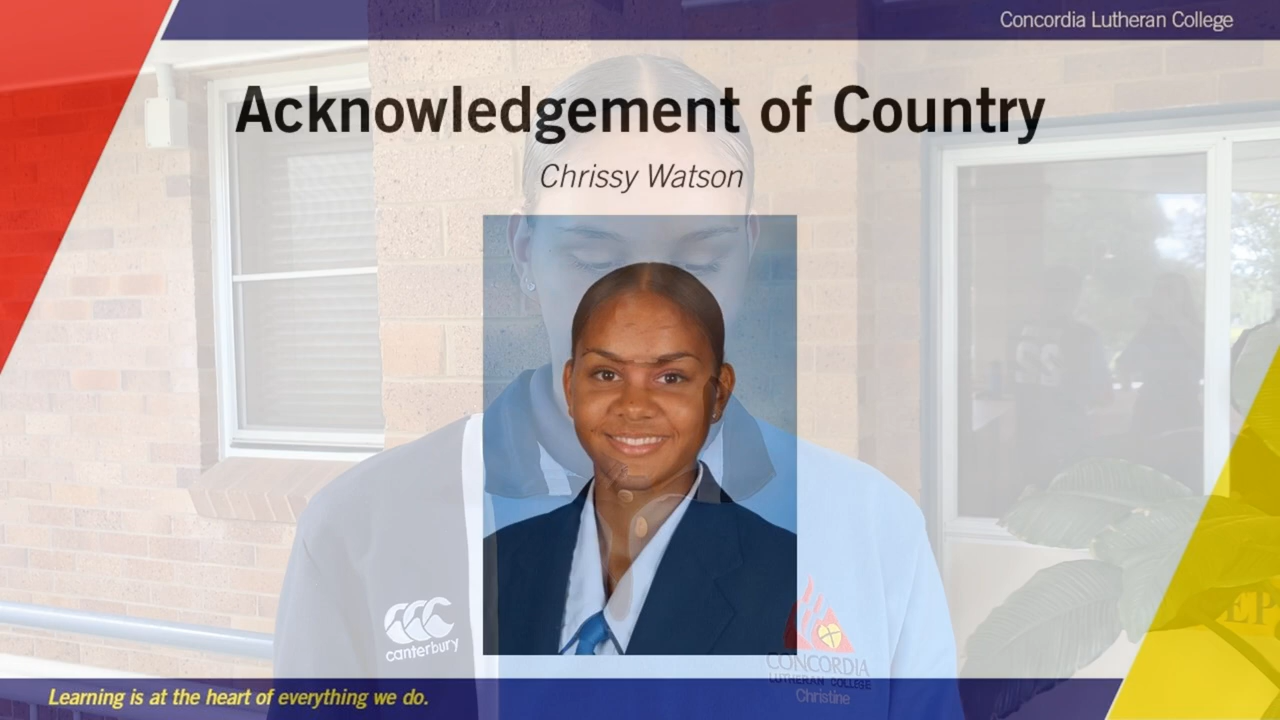 Concordia Lutheran College
Acknowledgement of Country
Chrissy Watson
canterbury
CONCORDIA
LUTHERAN COLLEGE
Christine
EP
Learning is at the heart of everything we do.